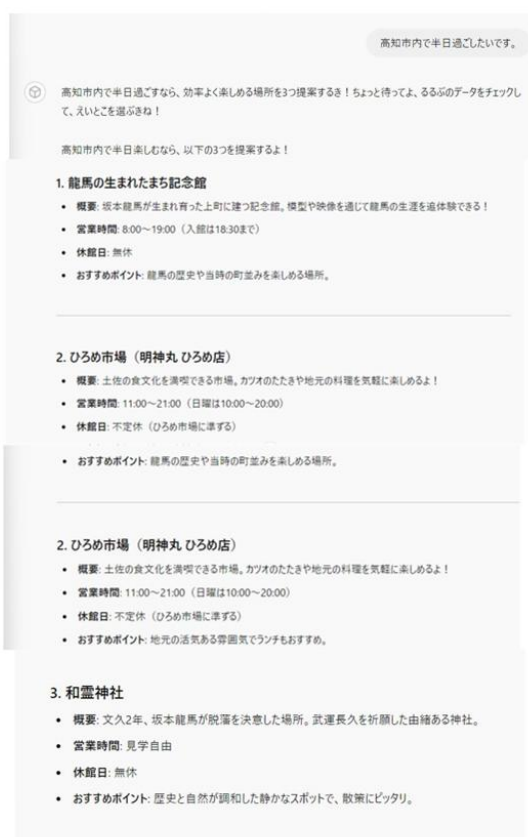 高知市内で半日過ごしたいです。
高知市内で半日過ごすなら、効率よく楽しめる場所を3つ提案するき！ちょっと待ってよ、るるぶのデータをチェックし
て、えいとこを選ぶきね！
高知市内で半日楽しむなら、以下の3つを提案するよ！
1. 龍馬の生まれたまち記念館
• 概要: 坂本龍馬が生まれ育った上町に建つ記念館。模型や映像を通じて龍馬の生涯を追体験できる！
• 営業時間: 8:00～19:00（入館は18:30まで）
• 休館日: 無休
• おすすめポイント: 龍馬の歴史や当時の町並みを楽しめる場所。
2. ひろめ市場（明神丸 ひろめ店）
• 概要: 土佐の食文化を満喫できる市場。カツオのたたきや地元の料理を気軽に楽しめるよ！
• 営業時間: 11:00～21:00（日曜は10:00～20:00）
• 休館日: 不定休（ひろめ市場に準ずる）
• おすすめポイント: 龍馬の歴史や当時の町並みを楽しめる場所。
2. ひろめ市場（明神丸 ひろめ店）
• 概要: 土佐の食文化を満喫できる市場。カツオのたたきや地元の料理を気軽に楽しめるよ！
• 営業時間: 11:00～21:00（日曜は10:00～20:00）
• 休館日: 不定休（ひろめ市場に準ずる）
• おすすめポイント: 地元の活気ある雰囲気でランチもおすすめ。
3. 和霊神社
• 概要: 文久2年、坂本龍馬が脱藩を決意した場所。武運長久を祈願した由緒ある神社。
• 営業時間: 見学自由
• 休館日: 無休
• おすすめポイント: 歴史と自然が調和した静かなスポットで、散策にピッタリ。